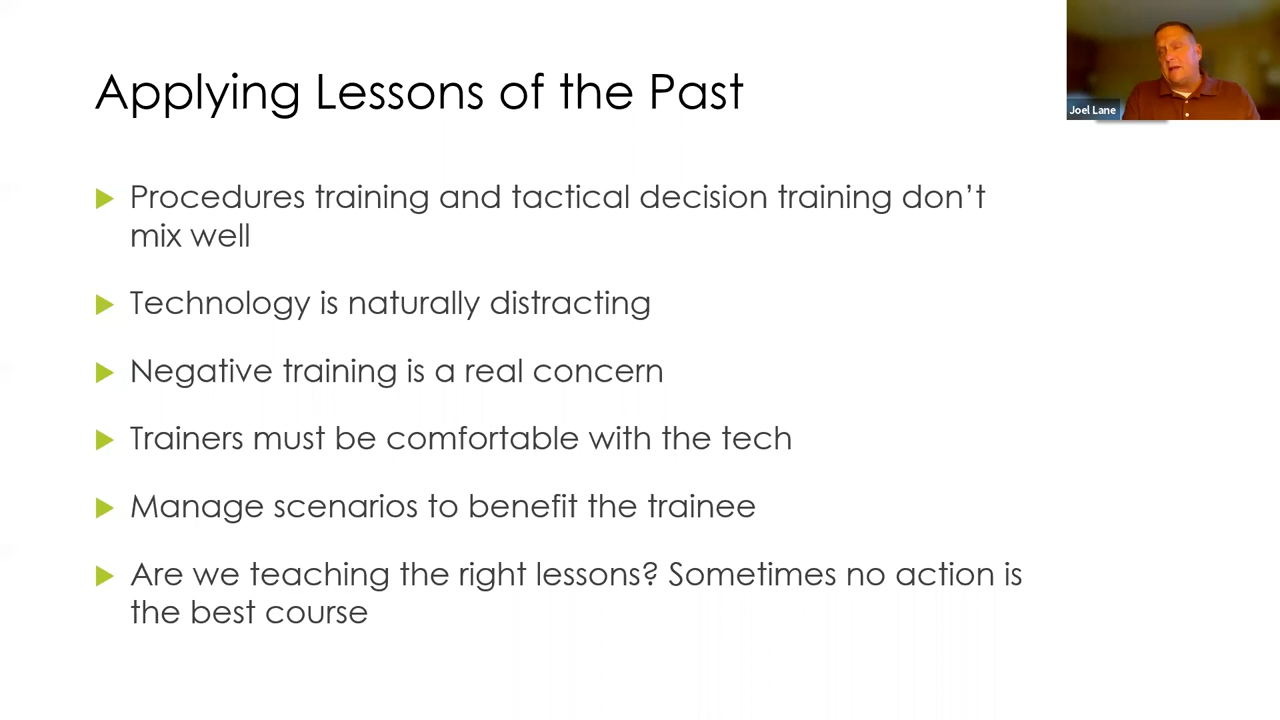 Applying Lessons of the Past
Joel Lane
Procedures training and tactical decision training don’t
mix well
Technology is naturally distracting
Negative training is a real concern
Trainers must be comfortable with the tech
Manage scenarios to benefit the trainee
Are we teaching the right lessons? Sometimes no action is
the best course